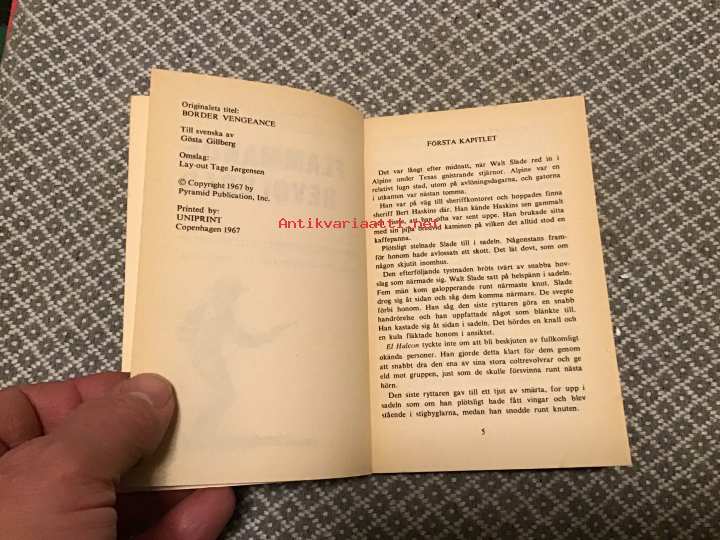 Originalets titel:
BORDER VENGEANCE
Till svenska av
Gösta Gillberg
Omslag:
Lay-out Tage Jørgensen
© Copyright 1967 by
Pyramid Publication, Inc.
Printed by:
UNIPRINT
Copenhagen 1967
FÖRSTA KAPITLET
Det var långt efter midnatt, när Walt Slade red in i
Alpine under Texas gnistrande stjärnor. Alpine var en
relativt lugn stad, utom på avlöningsdagarna, och gatorna
i utkanten var nästan tomma.
Han var på väg till sheriffkontoret och hoppades finna
sheriff Bert Haskins där. Han kände Haskins sen gammalt
och visste, att han ofta var sent uppe. Han brukade sitta
med sin pipa bredvid kaminen på vilken det alltid stod en
kaffepanna.
Plötsligt stelnade Slade till i sadeln. Någonstans fram-
för honom hade avlossats ett skott. Det lät dovt, som om
någon skjutit inomhus.
Den efterföljande tystnaden bröts tvärt av snabba hov-
slag som närmade sig. Walt Slade satt på helspänn i sadeln.
Fem män kom galopperande runt närmaste knut. Slade
drog sig åt sidan och såg dem komma närmare. De svepte
förbi honom. Han såg den siste ryttaren göra en snabb
handrörelse och han uppfattade något som blänkte till.
Han kastade sig åt sidan i sadeln. Det hördes en knall och
en kula fläktade honom i ansiktet.
El Halcon tyckte inte om att bli beskjuten av fullkomligt
okända personer. Han gjorde detta klart för dem genom
att snabbt dra den ena av sina stora coltrevolvrar och ge
eld mot gruppen, just som de skulle försvinna runt nästa
hörn.
Den siste ryttaren gav till ett tjut av smärta, for upp i
sadeln som om han plötsligt hade fått vingar och blev
stående i stigbyglarna, medan han snodde runt knuten.
5
Antikvariaatti.net